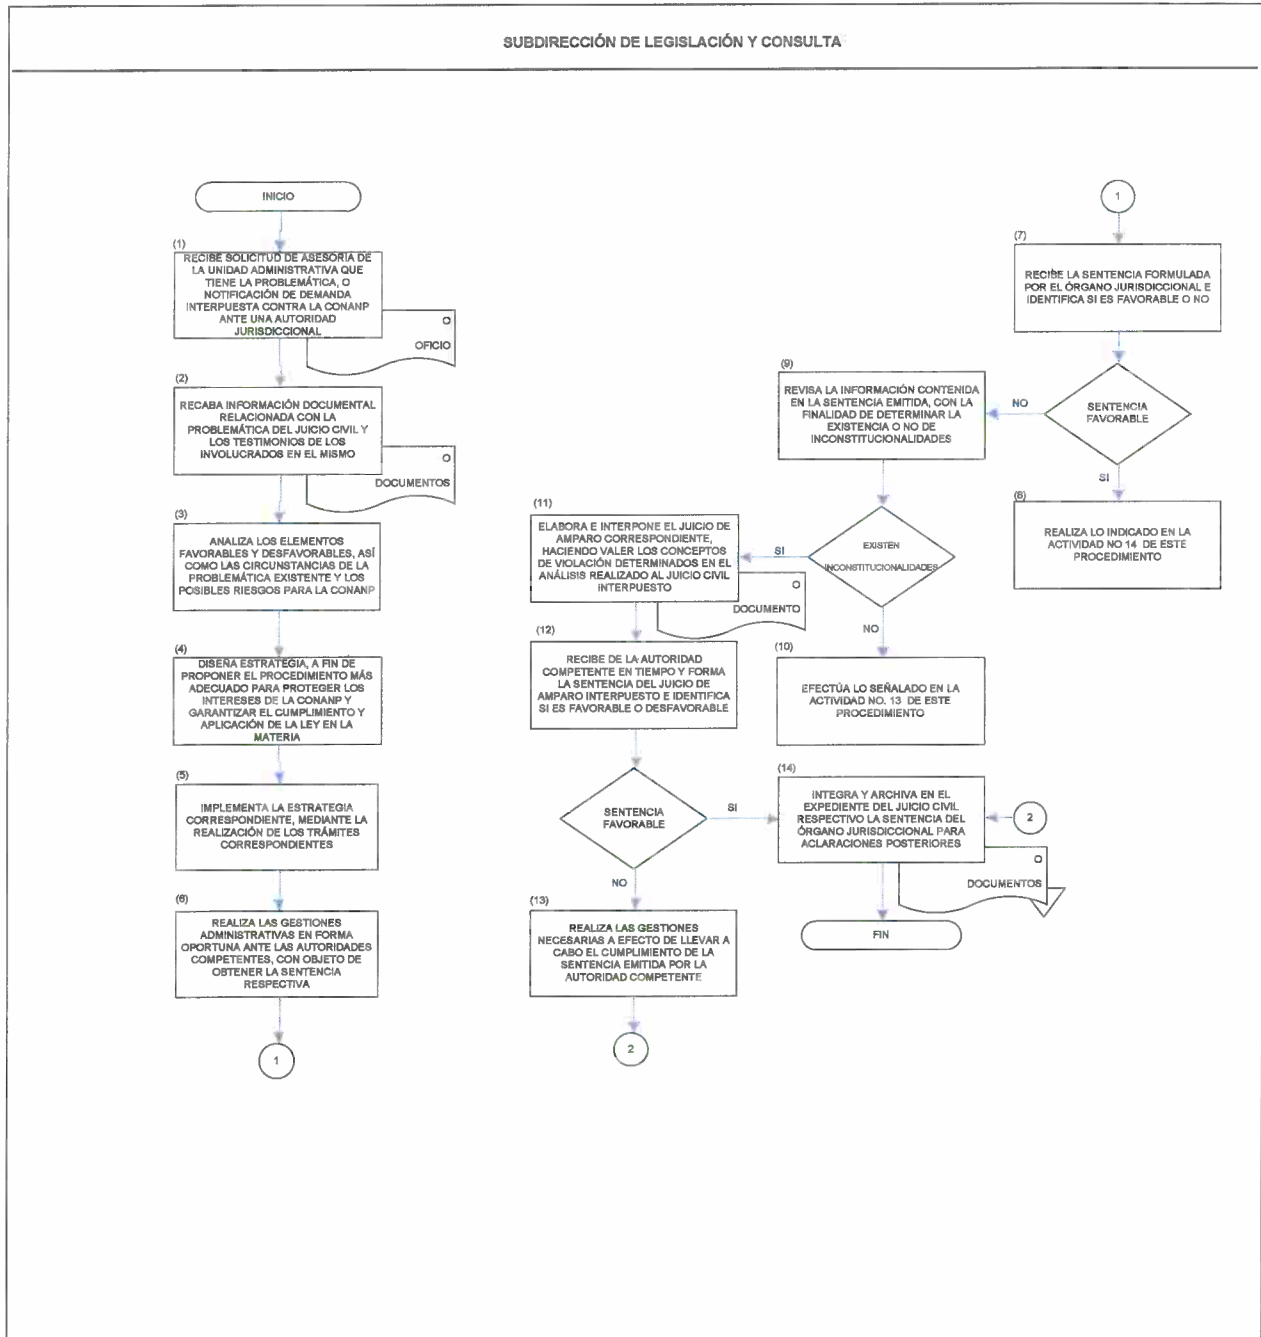 SUBDIRECCIÓN DE LEGISLACIÓN Y CONSULTA
INICIO
(1)
RECIBE SOLICITUD DE ASESORÍA DE
LA UNIDAD ADMINISTRATIVA QUE
TIENE LA PROBLEMÁTICA, O
NOTIFICACIÓN DE DEMANDA
INTERPUESTA CONTRA LA CONANP
ANTE UNA AUTORIDAD
JURISDICCIONAL
O
OFICIO
(2)
RECABA INFORMACIÓN DOCUMENTAL
RELACIONADA CON LA
PROBLEMÁTICA DEL JUICIO CIVIL Y
LOS TESTIMONIOS DE LOS
INVOLUCRADOS EN EL MISMO
O
DOCUMENTOS
(3)
ANALIZA LOS ELEMENTOS
FAVORABLES Y DESFAVORABLES, ASÍ
COMO LAS CIRCUNSTANCIAS DE LA
PROBLEMÁTICA EXISTENTE Y LOS
POSIBLES RIESGOS PARA LA CONANP
(4)
DISEÑA ESTRATEGIA, A FIN DE
PROPONER EL PROCEDIMIENTO MÁS
ADECUADO PARA PROTEGER LOS
INTERESES DE LA CONANP Y
GARANTIZAR EL CUMPLIMIENTO Y
APLICACIÓN DE LA LEY EN LA
MATERIA
(5)
IMPLEMENTA LA ESTRATEGIA
CORRESPONDIENTE, MEDIANTE LA
REALIZACIÓN DE LOS TRÁMITES
CORRESPONDIENTES
(6)
REALIZA LAS GESTIONES
ADMINISTRATIVAS EN FORMA
OPORTUNA ANTE LAS AUTORIDADES
COMPETENTES, CON OBJETO DE
OBTENER LA SENTENCIA
RESPECTIVA
1
1
(7)
RECIBE LA SENTENCIA FORMULADA
POR EL ÓRGANO JURISDICCIONAL E
IDENTIFICA SI ES FAVORABLE O NO
SENTENCIA
FAVORABLE
NO
SI
(8)
REALIZA LO INDICADO EN LA
ACTIVIDAD NO 14 DE ESTE
PROCEDIMIENTO
(9)
REVISA LA INFORMACIÓN CONTENIDA
EN LA SENTENCIA EMITIDA, CON LA
FINALIDAD DE DETERMINAR LA
EXISTENCIA O NO DE
INCONSTITUCIONALIDADES
EXISTEN
INCONSTITUCIONALIDADES
SI
NO
(10)
EFECTÚA LO SEÑALADO EN LA
ACTIVIDAD NO. 13 DE ESTE
PROCEDIMIENTO
(11)
ELABORA E INTERPONE EL JUICIO DE
AMPARO CORRESPONDIENTE,
HACIENDO VALER LOS CONCEPTOS
DE VIOLACIÓN DETERMINADOS EN EL
ANÁLISIS REALIZADO AL JUICIO CIVIL
INTERPUESTO
O
DOCUMENTO
(12)
RECIBE DE LA AUTORIDAD
COMPETENTE EN TIEMPO Y FORMA
LA SENTENCIA DEL JUICIO DE
AMPARO INTERPUESTO E IDENTIFICA
SI ES FAVORABLE O DESFAVORABLE
SENTENCIA
FAVORABLE
SI
NO
(13)
REALIZA LAS GESTIONES
NECESARIAS A EFECTO DE LLEVAR A
CABO EL CUMPLIMIENTO DE LA
SENTENCIA EMITIDA POR LA
AUTORIDAD COMPETENTE
2
(14)
INTEGRA Y ARCHIVA EN EL
EXPEDIENTE DEL JUICIO CIVIL
RESPECTIVO LA SENTENCIA DEL
ÓRGANO JURISDICCIONAL PARA
ACLARACIONES POSTERIORES
2
O
DOCUMENTOS
FIN